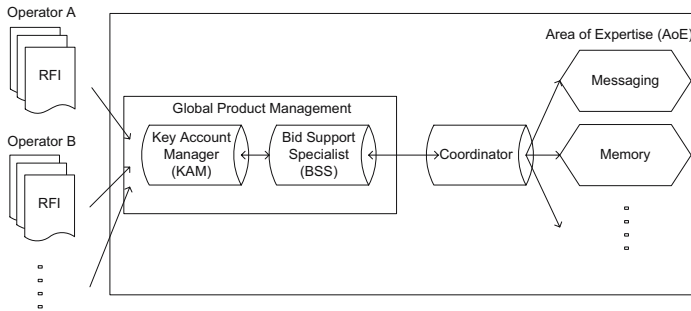 Operator A
RFI
Operator B
RFI
Global Product Management
Key Account
Manager
(KAM)
Bid Support
Specialist
(BSS)
Coordinator
Area of Expertise (AoE)
Messaging
Memory